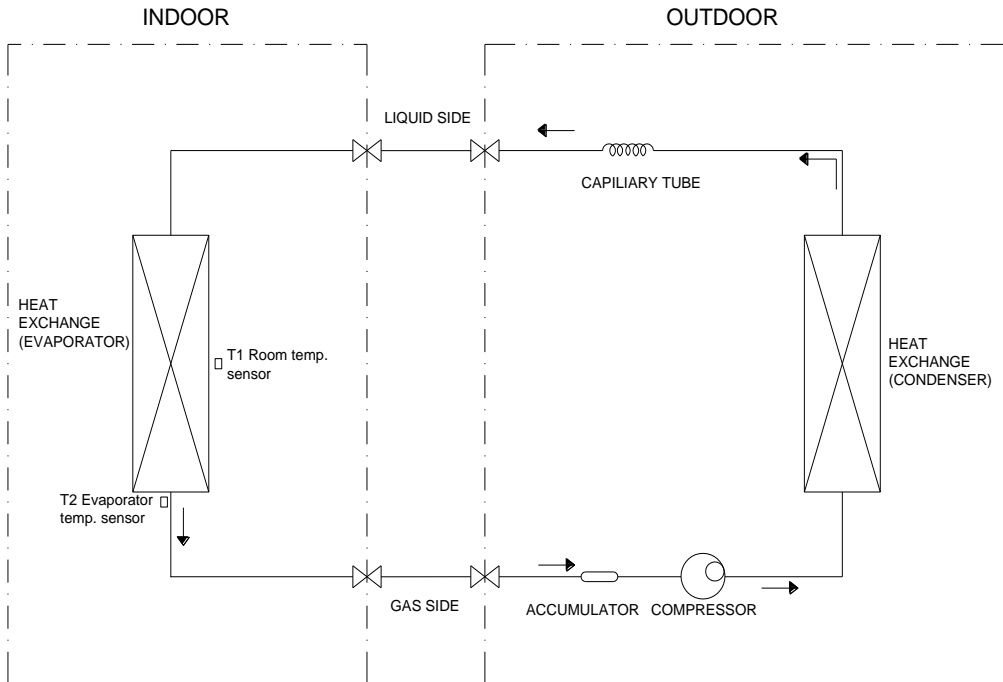 INDOOR
OUTDOOR
LIQUID SIDE
CAPILIARY TUBE
HEAT
EXCHANGE
(EVAPORATOR)
T1 Room temp.
sensor
HEAT
EXCHANGE
(CONDENSER)
T2 Evaporator
temp. sensor
GAS SIDE
ACCUMULATOR
COMPRESSOR